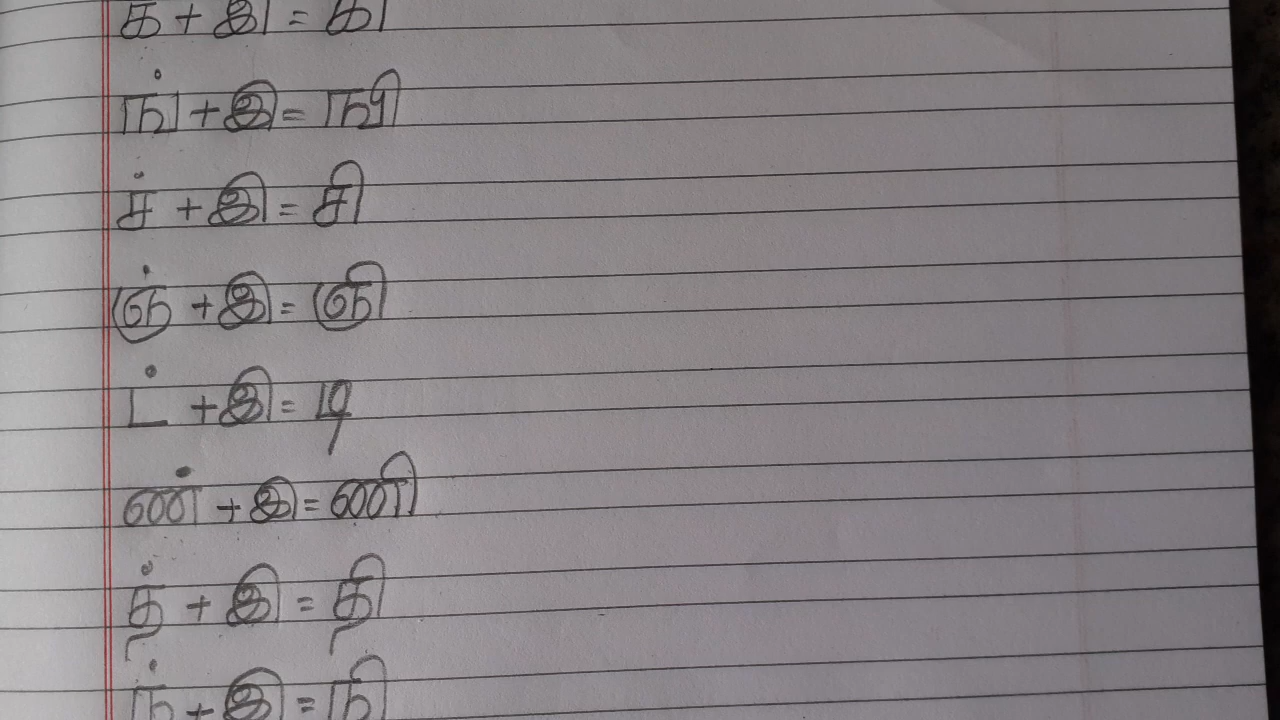 க் + இ = கி
ங் + இ = ஙி
ச் + இ = சி
ஞ் + இ = ஞி
ட் + இ = டி
ண் + இ = ணி
த் + இ = தி
ந் + இ = நி